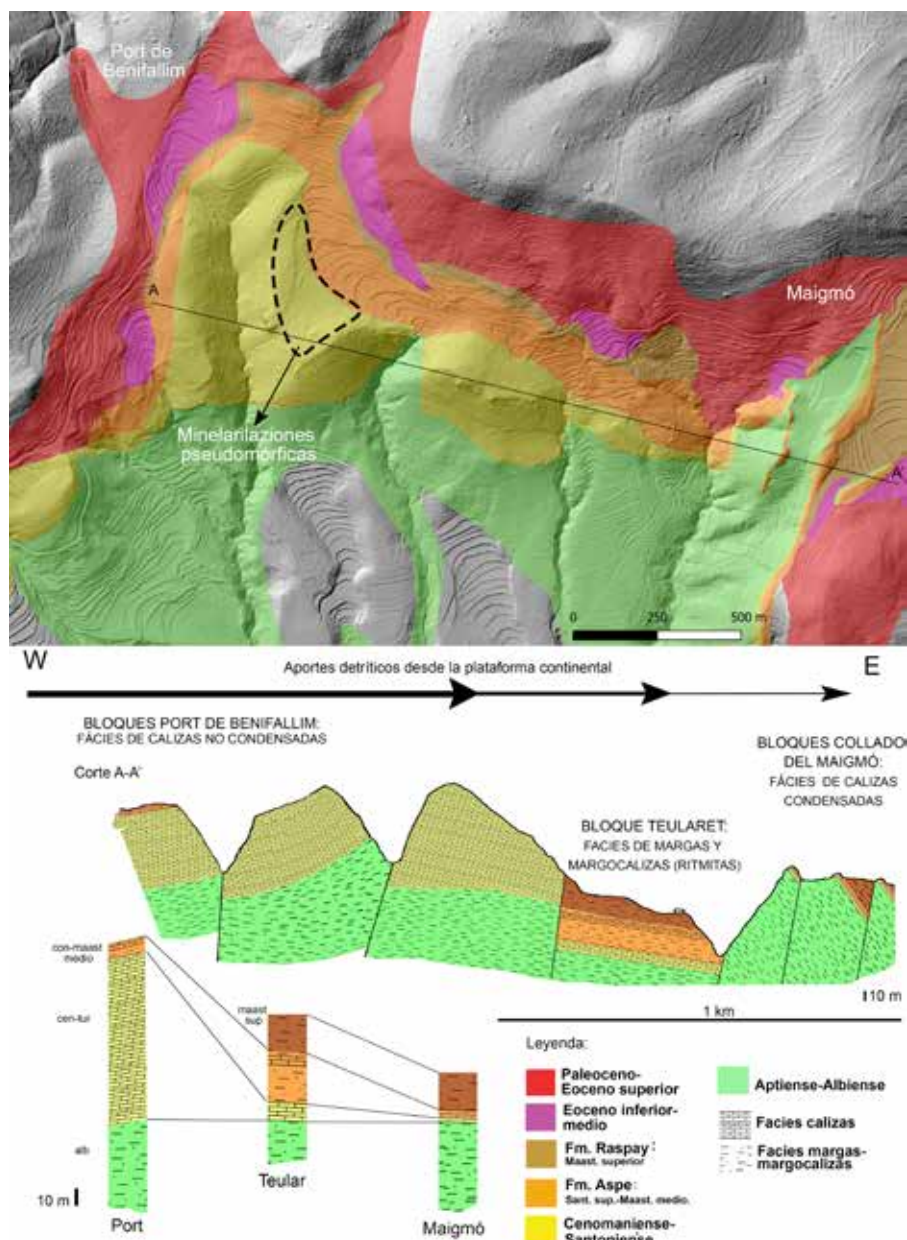 Port de
Benifallim
Maigmó
A
A'
Minelarilaziones
pseudomórficas
0 250 500 m
W
E
Aportes detríticos desde la plataforma continental
BLOQUES PORT DE BENIFALLIM:
FÁCIES DE CALIZAS NO CONDENSADAS
BLOQUES COLLADO
DEL MAIGMÓ:
FÁCIES DE CALIZAS
CONDENSADAS
Corte A-A'
BLOQUE TEULARET:
FACIES DE MARGAS Y
MARGOCALIZAS (RITMITAS)
con-maast
medio
cen-tur
alb
10 m
Port
maast
sup
Teular
Maigmó
10 m
1 km
Leyenda:
Paleoceno-
Eoceno superior
Eoceno inferior-
medio
Fm. Raspay:
Maast. superior
Fm. Aspe:
Sant. sup.-Maast. medio.
Cenomaniense-
Santoniense
Aptiense-Albiense
Facies calizas
Facies margas-
margocalizas